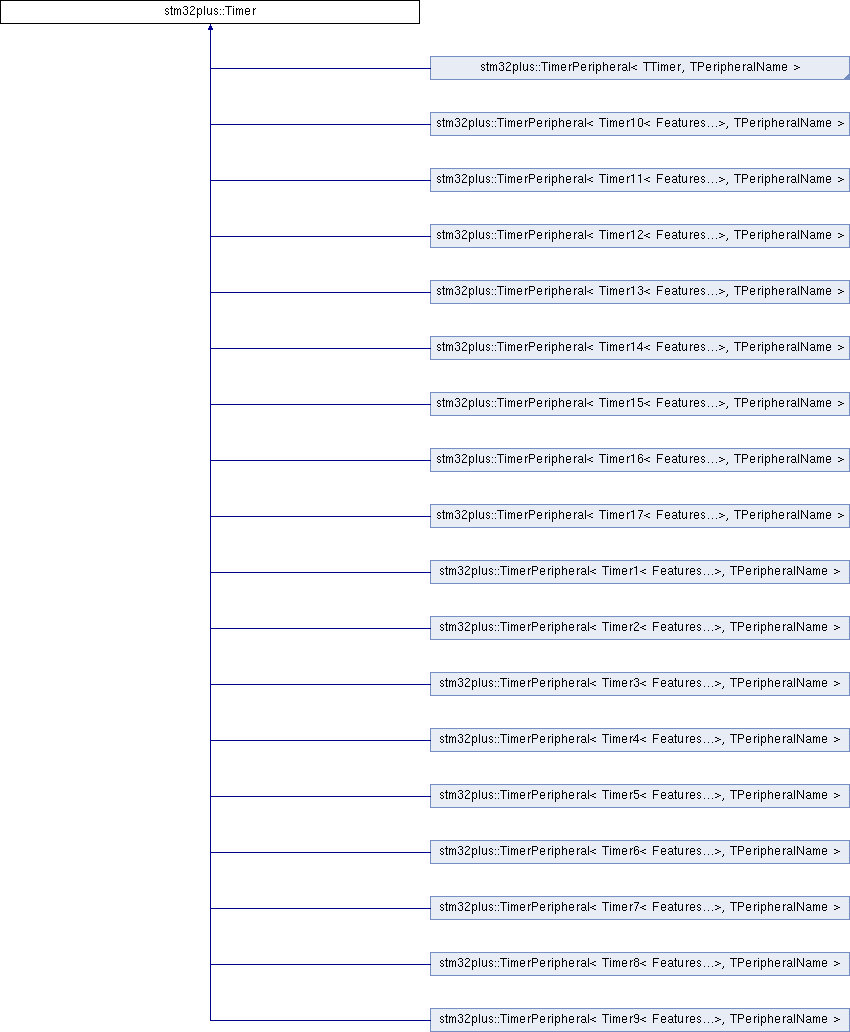 stm32plus::Timer
stm32plus::TimerPeripheral< TTimer, TPeripheralName >
stm32plus::TimerPeripheral< Timer10< Features...>, TPeripheralName >
stm32plus::TimerPeripheral< Timer11< Features...>, TPeripheralName >
stm32plus::TimerPeripheral< Timer12< Features...>, TPeripheralName >
stm32plus::TimerPeripheral< Timer13< Features...>, TPeripheralName >
stm32plus::TimerPeripheral< Timer14< Features...>, TPeripheralName >
stm32plus::TimerPeripheral< Timer15< Features...>, TPeripheralName >
stm32plus::TimerPeripheral< Timer16< Features...>, TPeripheralName >
stm32plus::TimerPeripheral< Timer17< Features...>, TPeripheralName >
stm32plus::TimerPeripheral< Timer1< Features...>, TPeripheralName >
stm32plus::TimerPeripheral< Timer2< Features...>, TPeripheralName >
stm32plus::TimerPeripheral< Timer3< Features...>, TPeripheralName >
stm32plus::TimerPeripheral< Timer4< Features...>, TPeripheralName >
stm32plus::TimerPeripheral< Timer5< Features...>, TPeripheralName >
stm32plus::TimerPeripheral< Timer6< Features...>, TPeripheralName >
stm32plus::TimerPeripheral< Timer7< Features...>, TPeripheralName >
stm32plus::TimerPeripheral< Timer8< Features...>, TPeripheralName >
stm32plus::TimerPeripheral< Timer9< Features...>, TPeripheralName >